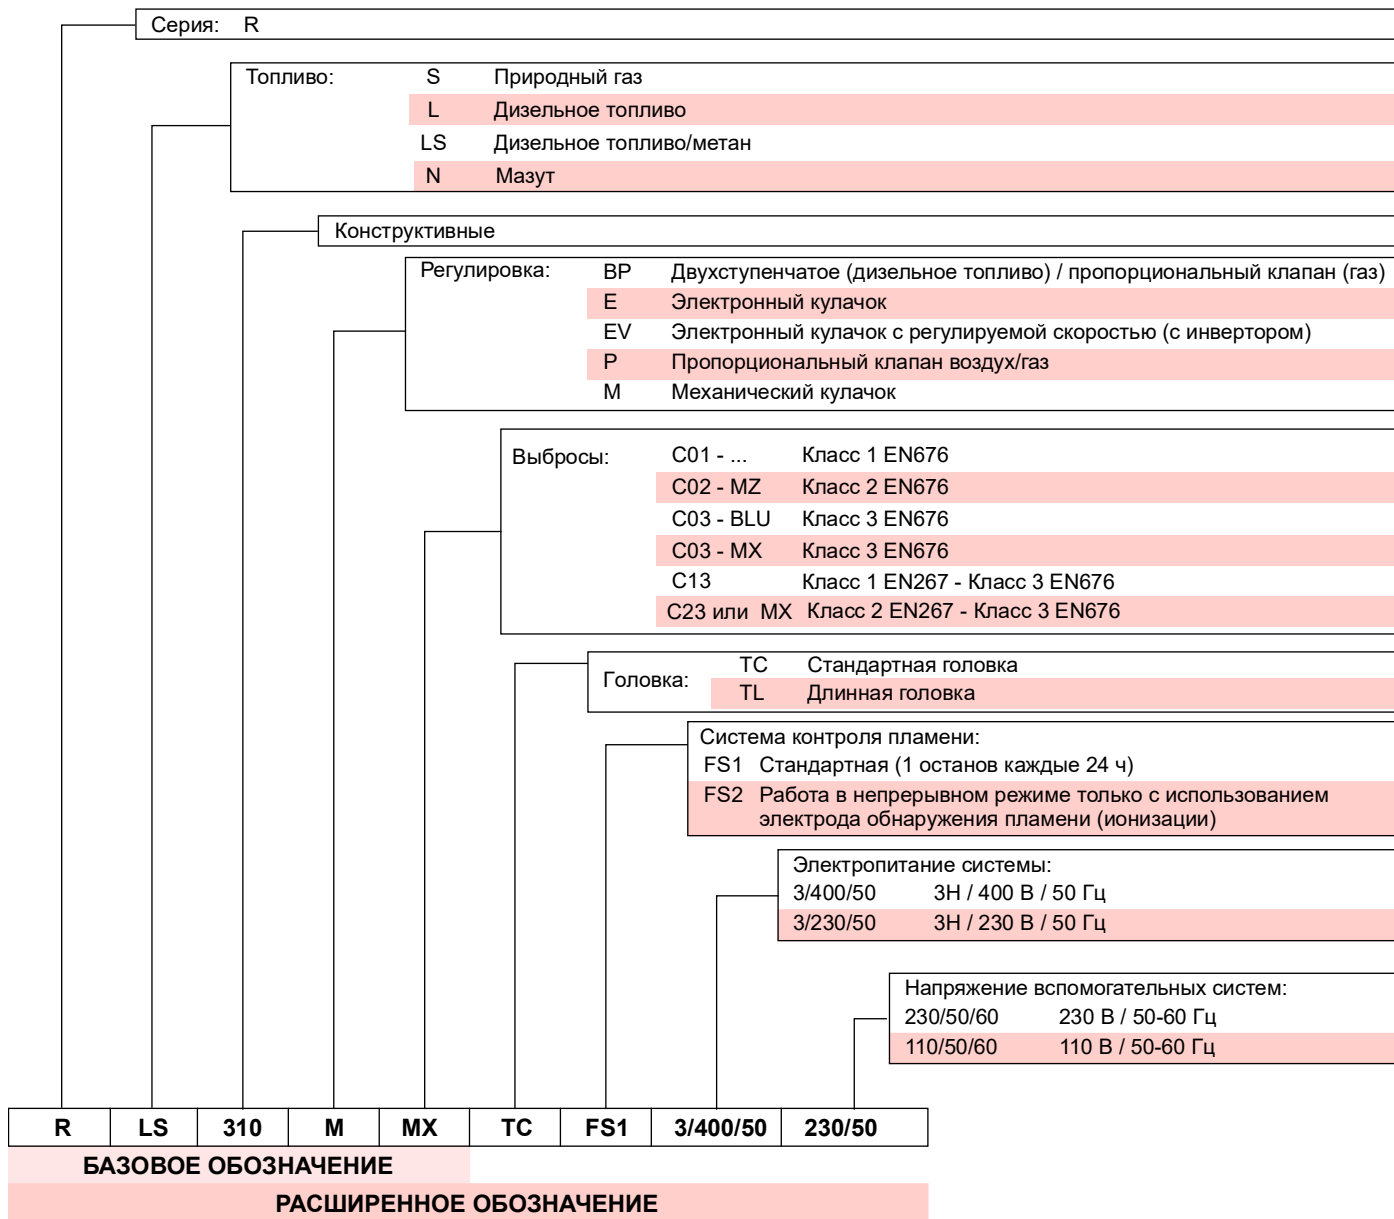 Серия: R
Топливо: S Природный газ
L Дизельное топливо
LS Дизельное топливо/метан
N Мазут
Конструктивные
Регулировка: BP Двухступенчатое (дизельное топливо) / пропорциональный клапан (газ)
E Электронный кулачок
EV Электронный кулачок с регулируемой скоростью (с инвертором)
P Пропорциональный клапан воздух/газ
M Механический кулачок
Выбросы: C01 - ... Класс 1 EN676
C02 - MZ Класс 2 EN676
C03 - BLU Класс 3 EN676
C03 - MX Класс 3 EN676
C13 Класс 1 EN267 - Класс 3 EN676
C23 или MX Класс 2 EN267 - Класс 3 EN676
Головка: TC Стандартная головка
TL Длинная головка
Система контроля пламени:
FS1 Стандартная (1 останов каждые 24 ч)
FS2 Работа в непрерывном режиме только с использованием
электрода обнаружения пламени (ионизации)
Электропитание системы:
3/400/50 3Н / 400 В / 50 Гц
3/230/50 3Н / 230 В / 50 Гц
Напряжение вспомогательных систем:
230/50/60 230 В / 50-60 Гц
110/50/60 110 В / 50-60 Гц
R LS 310 M MX TC FS1 3/400/50 230/50
БАЗОВОЕ ОБОЗНАЧЕНИЕ
РАСШИРЕННОЕ ОБОЗНАЧЕНИЕ